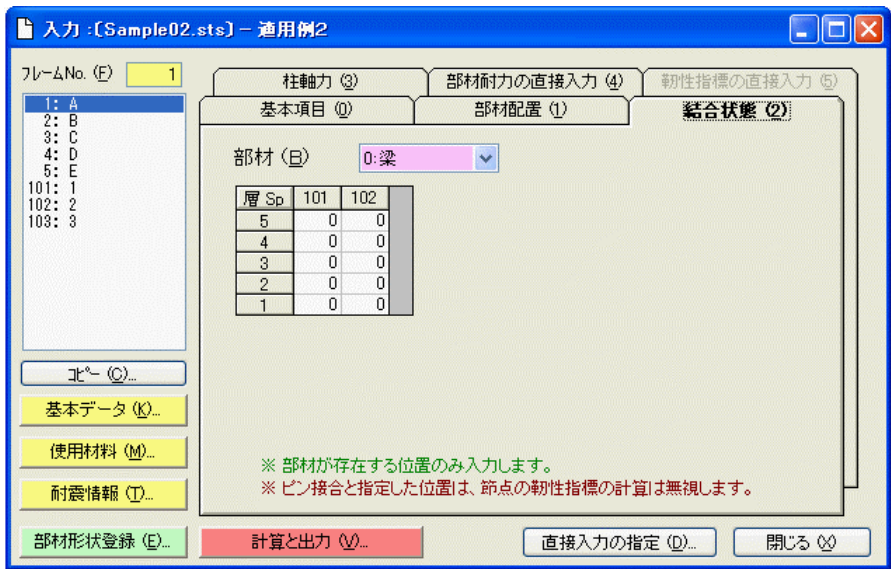 入力 :〔Sample02.sts〕 − 適用例2
ﾌﾚｰﾑNo. (F) 1
1: A
2: B
3: C
4: D
5: E
101: 1
102: 2
103: 3
ｺﾋﾟｰ (C)...
基本データ (K)...
使用材料 (M)...
耐震情報 (T)...
部材形状登録 (E)...
柱軸力 (3) 部材耐力の直接入力 (4) 靭性指標の直接入力 (5)
基本項目 (0) 部材配置 (1) 結合状態 (2)
部材 (B) 0:梁
層 Sp 101 102
5 0 0
4 0 0
3 0 0
2 0 0
1 0 0
※ 部材が存在する位置のみ入力します。
※ ピン接合と指定した位置は、節点の靭性指標の計算は無視します。
計算と出力 (V)... 直接入力の指定 (D)... 閉じる (X)